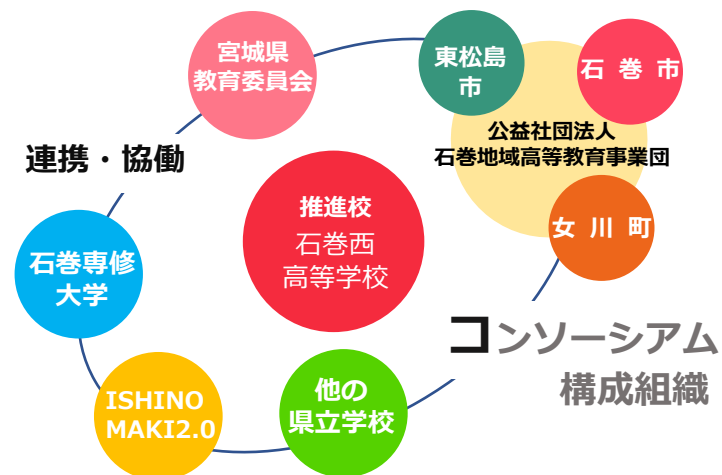 宮城県
教育委員会
東松島
市
石 巻 市
公益社団法人
石巻地域高等教育事業団
連携・協働
推進校
石巻西
高等学校
女 川 町
石巻専修
大学
コンソーシアム
構成組織
ISHINO
MAKI2.0
他の
県立学校